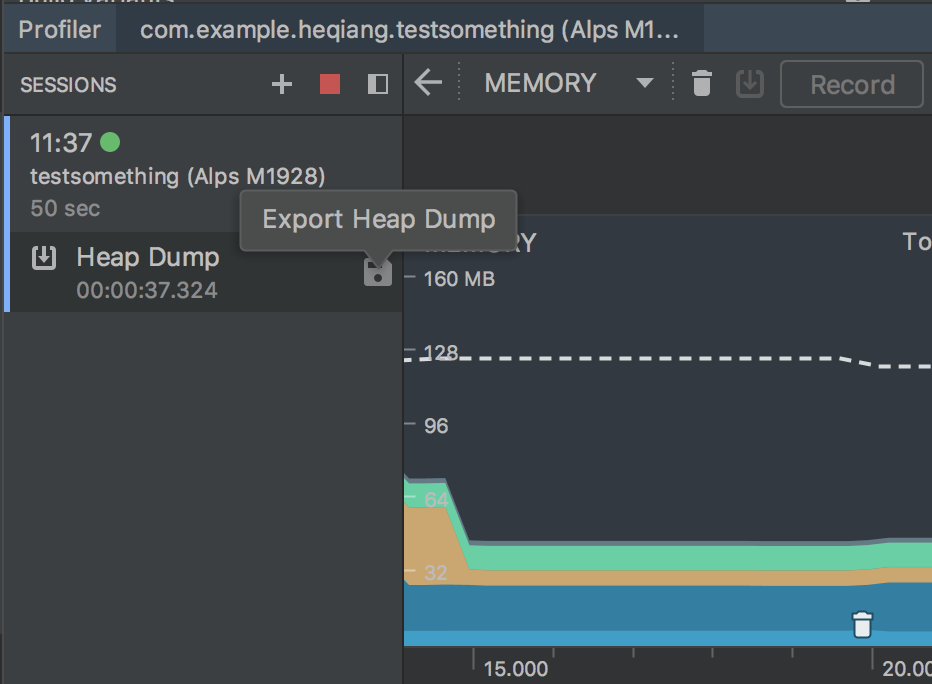 Profiler
com.example.heqiang.testsomething (Alps M1...
SESSIONS
MEMORY
Record
11:37
testsomething (Alps M1928)
50 sec
Export Heap Dump
Heap Dump
00:00:37.324
To
160 MB
128
96
64
32
15.000
20.00